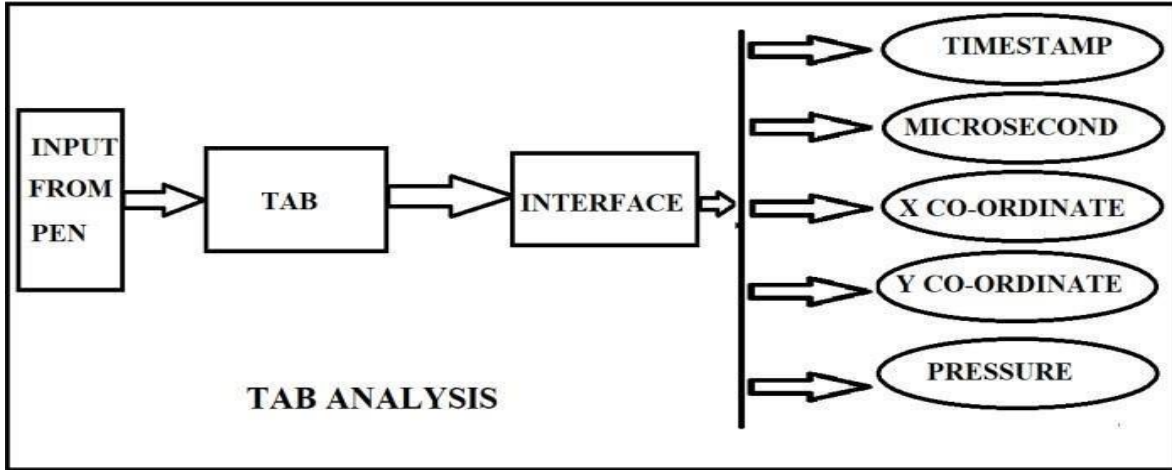 INPUT
FROM
PEN
TAB
INTERFACE
TIMESTAMP
MICROSECOND
X CO-ORDINATE
Y CO-ORDINATE
PRESSURE
TAB ANALYSIS